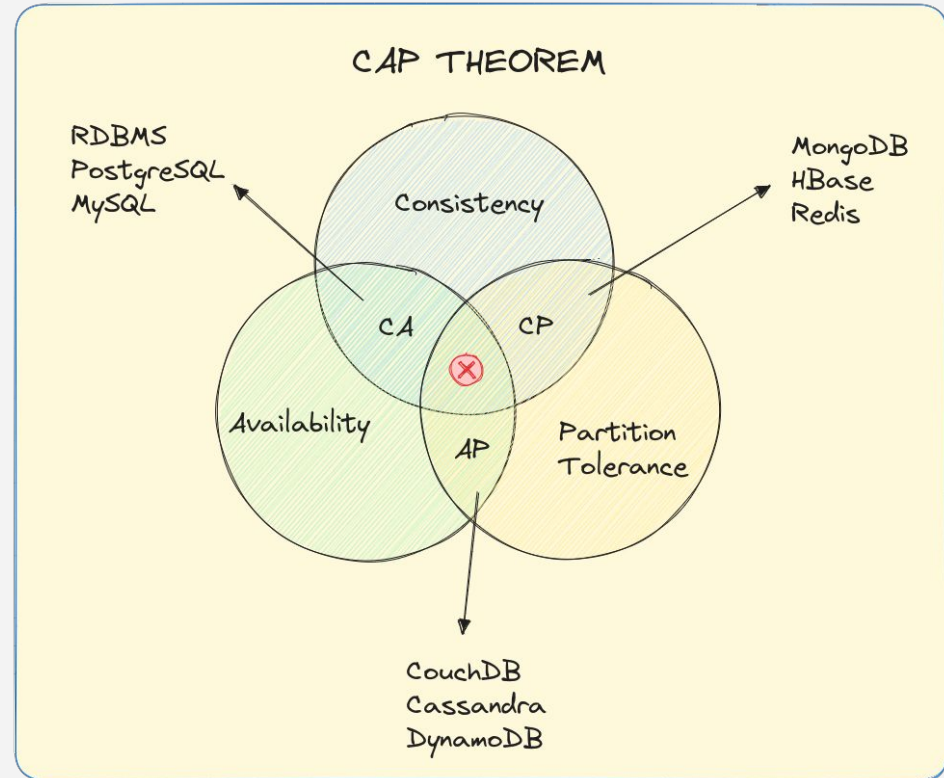 CAP THEOREM
RDBMS
PostgreSQL
MySQL
MongoDB
HBase
Redis
Consistency
CA
CP
Availability
Partition
Tolerance
AP
CouchDB
Cassandra
DynamoDB